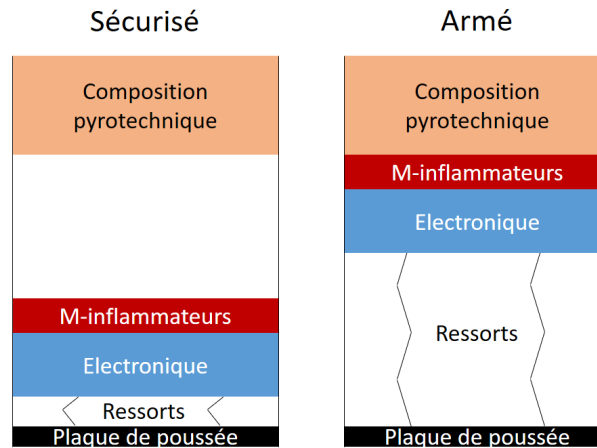 Sécurisé
Composition
pyrotechnique
M-inflammateurs
Electronique
Ressorts
Plaque de poussée
Armé
Composition
pyrotechnique
M-inflammateurs
Electronique
Ressorts
Plaque de poussée